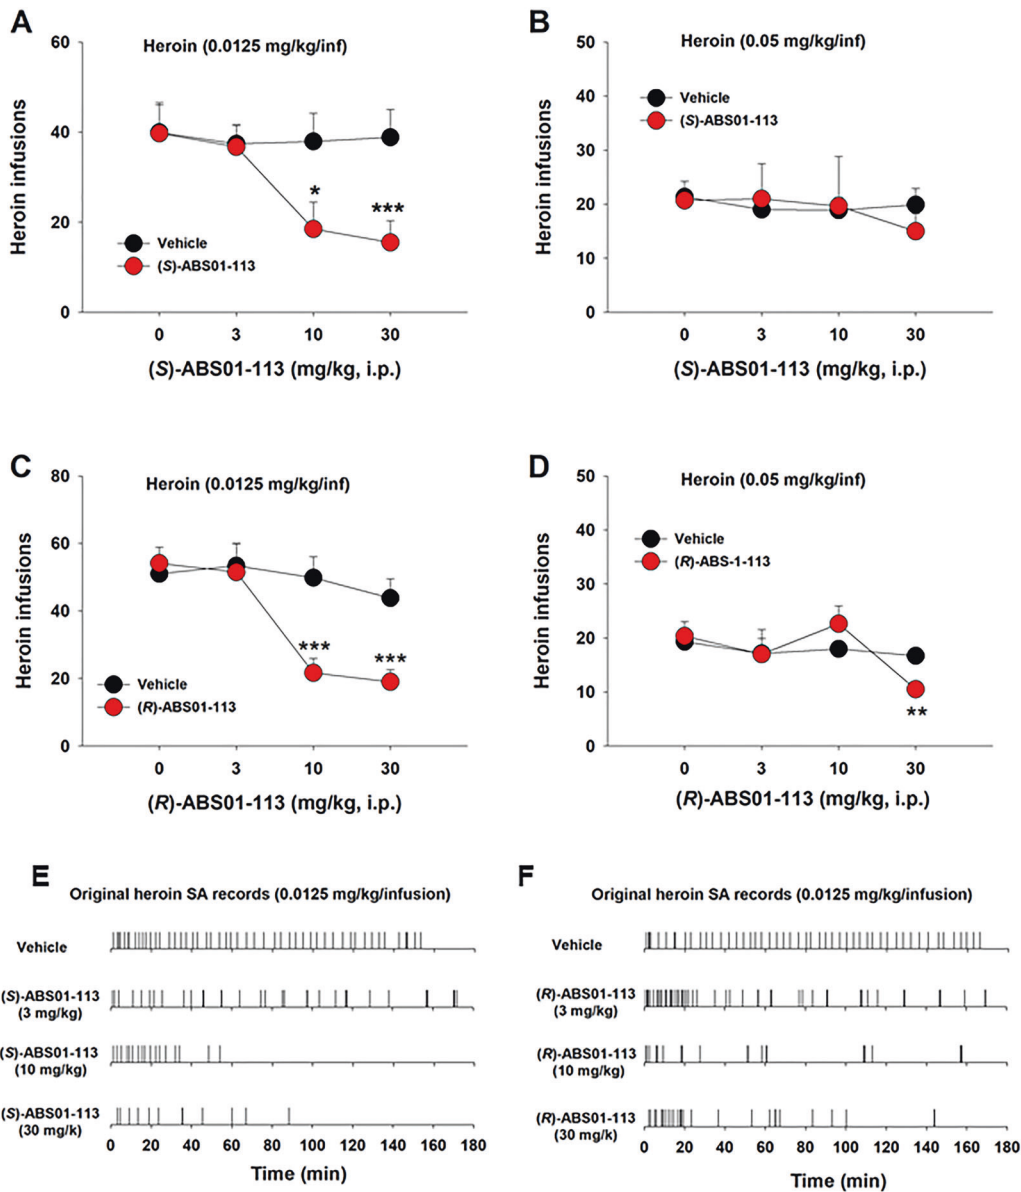 A
Heroin (0.0125 mg/kg/inf)
60
40
20
0
Heroin infusions
*
***
Vehicle
(S)-ABS01-113
0 3 10 30
(S)-ABS01-113 (mg/kg, i.p.)
B
Heroin (0.05 mg/kg/inf)
50
40
30
20
10
0
Heroin infusions
Vehicle
(S)-ABS01-113
0 3 10 30
(S)-ABS01-113 (mg/kg, i.p.)
C
Heroin (0.0125 mg/kg/inf)
80
60
40
20
0
Heroin infusions
***
***
Vehicle
(R)-ABS01-113
0 3 10 30
(R)-ABS01-113 (mg/kg, i.p.)
D
Heroin (0.05 mg/kg/inf)
50
40
30
20
10
0
Heroin infusions
Vehicle
(R)-ABS-1-113
**
0 3 10 30
(R)-ABS01-113 (mg/kg, i.p.)
E
Original heroin SA records (0.0125 mg/kg/infusion)
Vehicle
(S)-ABS01-113
(3 mg/kg)
(S)-ABS01-113
(10 mg/kg)
(S)-ABS01-113
(30 mg/k)
0 20 40 60 80 100 120 140 160 180
Time (min)
F
Original heroin SA records (0.0125 mg/kg/infusion)
Vehicle
(R)-ABS01-113
(3 mg/kg)
(R)-ABS01-113
(10 mg/kg)
(R)-ABS01-113
(30 mg/k)
0 20 40 60 80 100 120 140 160 180
Time (min)